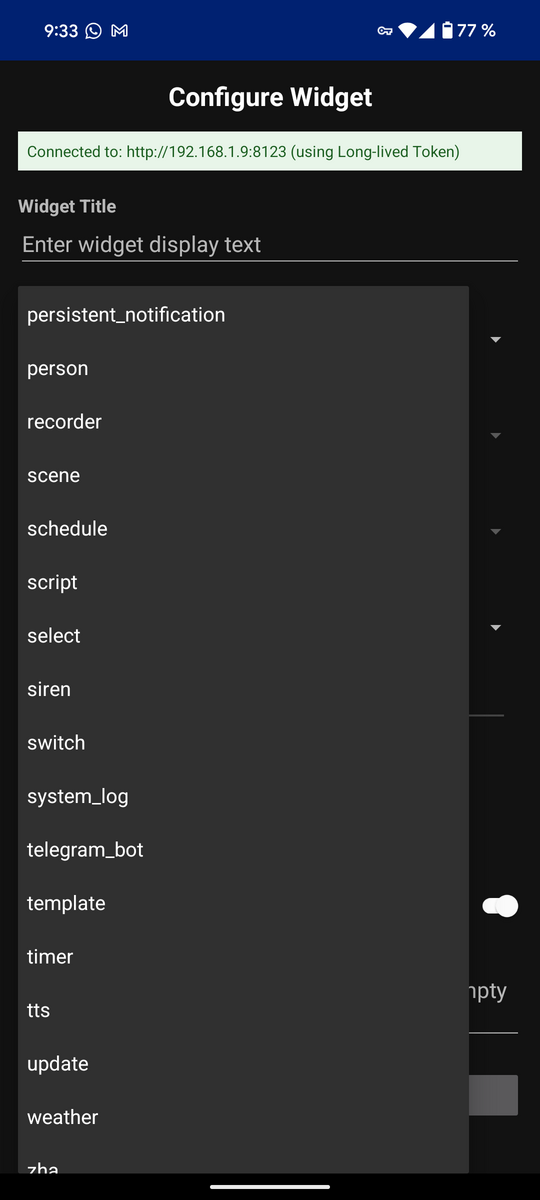 9:33
77 %
Configure Widget
Connected to: http://192.168.1.9:8123 (using Long-lived Token)
Widget Title
Enter widget display text
persistent_notification
person
recorder
scene
schedule
script
select
siren
switch
system_log
telegram_bot
template
timer
tts
mpty
update
weather
zha